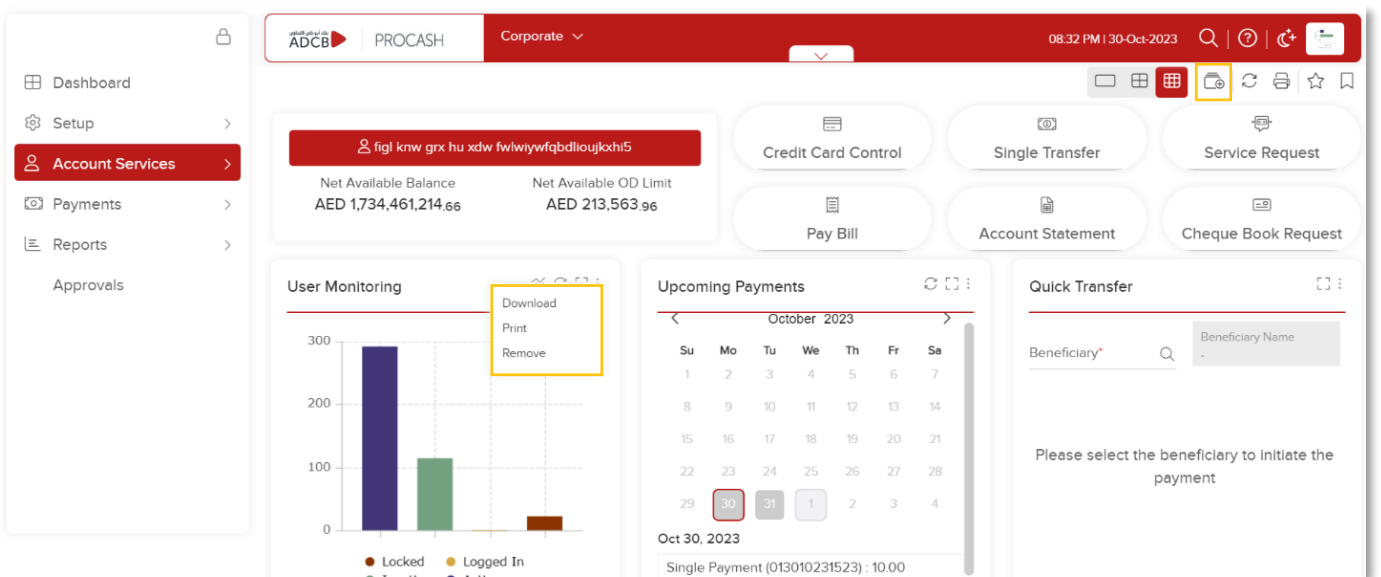 بنك أبوظبي التجاري
ADCB
PROCASH
Corporate
08:32 PM | 30-Oct-2023
Dashboard
Setup
Account Services
Payments
Reports
Approvals
figl knw grx hu xdw fwlwiywfqbdlioujkxhi5
Net Available Balance Net Available OD Limit
AED 1,734,461,214.66 AED 213,563.96
Credit Card Control
Single Transfer
Service Request
Pay Bill
Account Statement
Cheque Book Request
User Monitoring
Download
Print
Remove
300
200
100
0
Locked Logged In
Upcoming Payments
October 2023
Su Mo Tu We Th Fr Sa
1 2 3 4 5 6 7
8 9 10 11 12 13 14
15 16 17 18 19 20 21
22 23 24 25 26 27 28
29 30 31 1 2 3 4
Oct 30, 2023
Single Payment (013010231523) : 10.00
Quick Transfer
Beneficiary*
Beneficiary Name
-
Please select the beneficiary to initiate the
payment